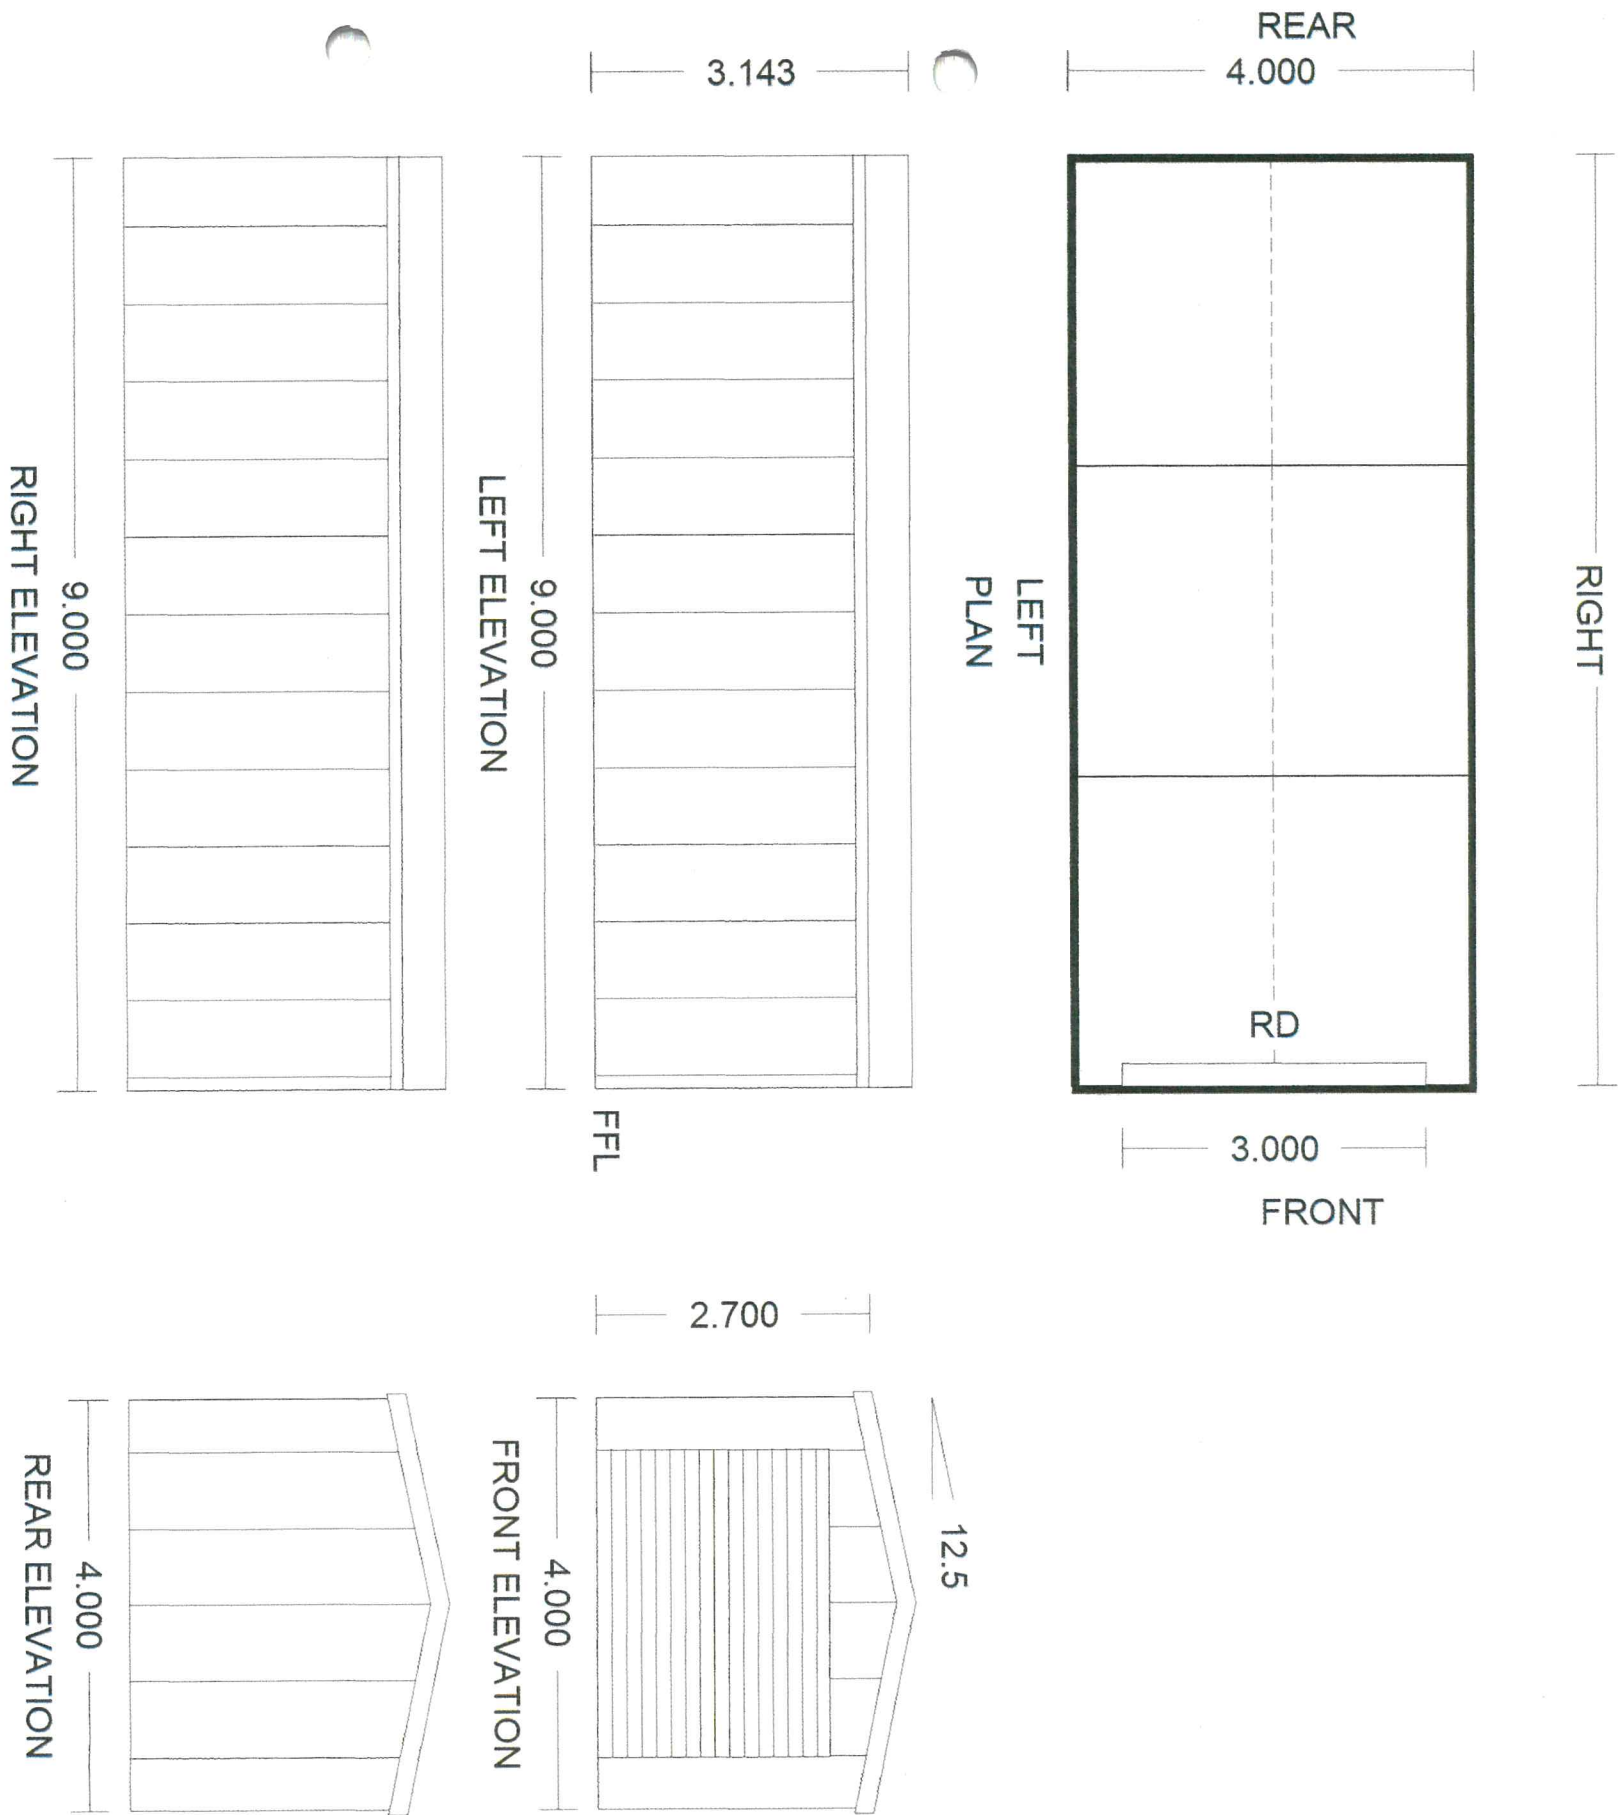 REAR
4.000
3.143
RIGHT
LEFT
PLAN
RD
3.000
FRONT
9.000
LEFT ELEVATION
9.000
RIGHT ELEVATION
FFL
2.700
12.5
4.000
FRONT ELEVATION
4.000
REAR ELEVATION